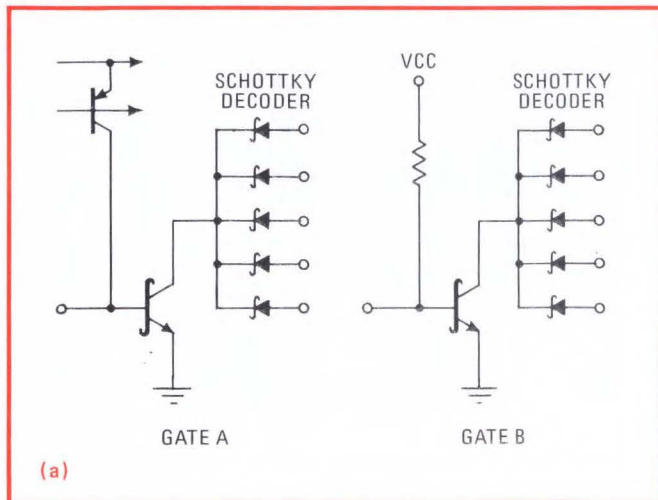 SCHOTTKY
DECODER
VCC
SCHOTTKY
DECODER
GATE A
GATE B
(a)